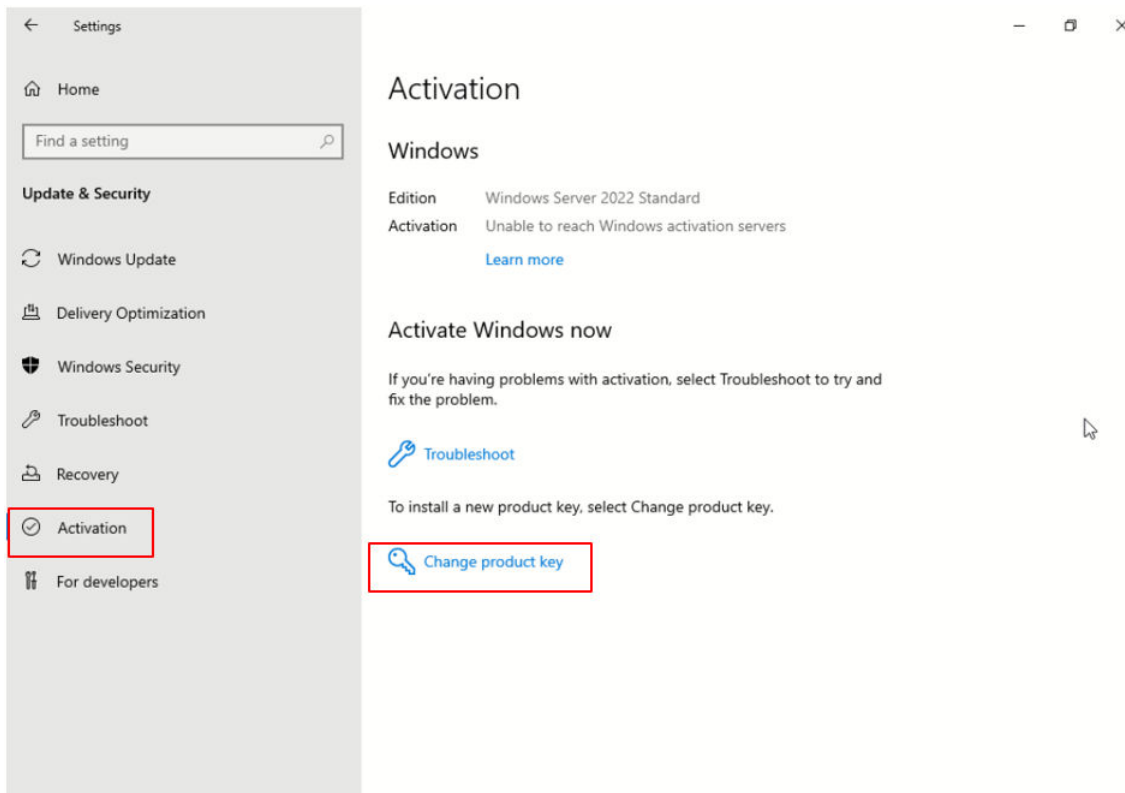 Settings
Home
Find a setting
Update & Security
Windows Update
Delivery Optimization
Windows Security
Troubleshoot
Recovery
Activation
For developers
Activation
Windows
Edition Windows Server 2022 Standard
Activation Unable to reach Windows activation servers
Learn more
Activate Windows now
If you're having problems with activation, select Troubleshoot to try and
fix the problem.
Troubleshoot
To install a new product key, select Change product key.
Change product key